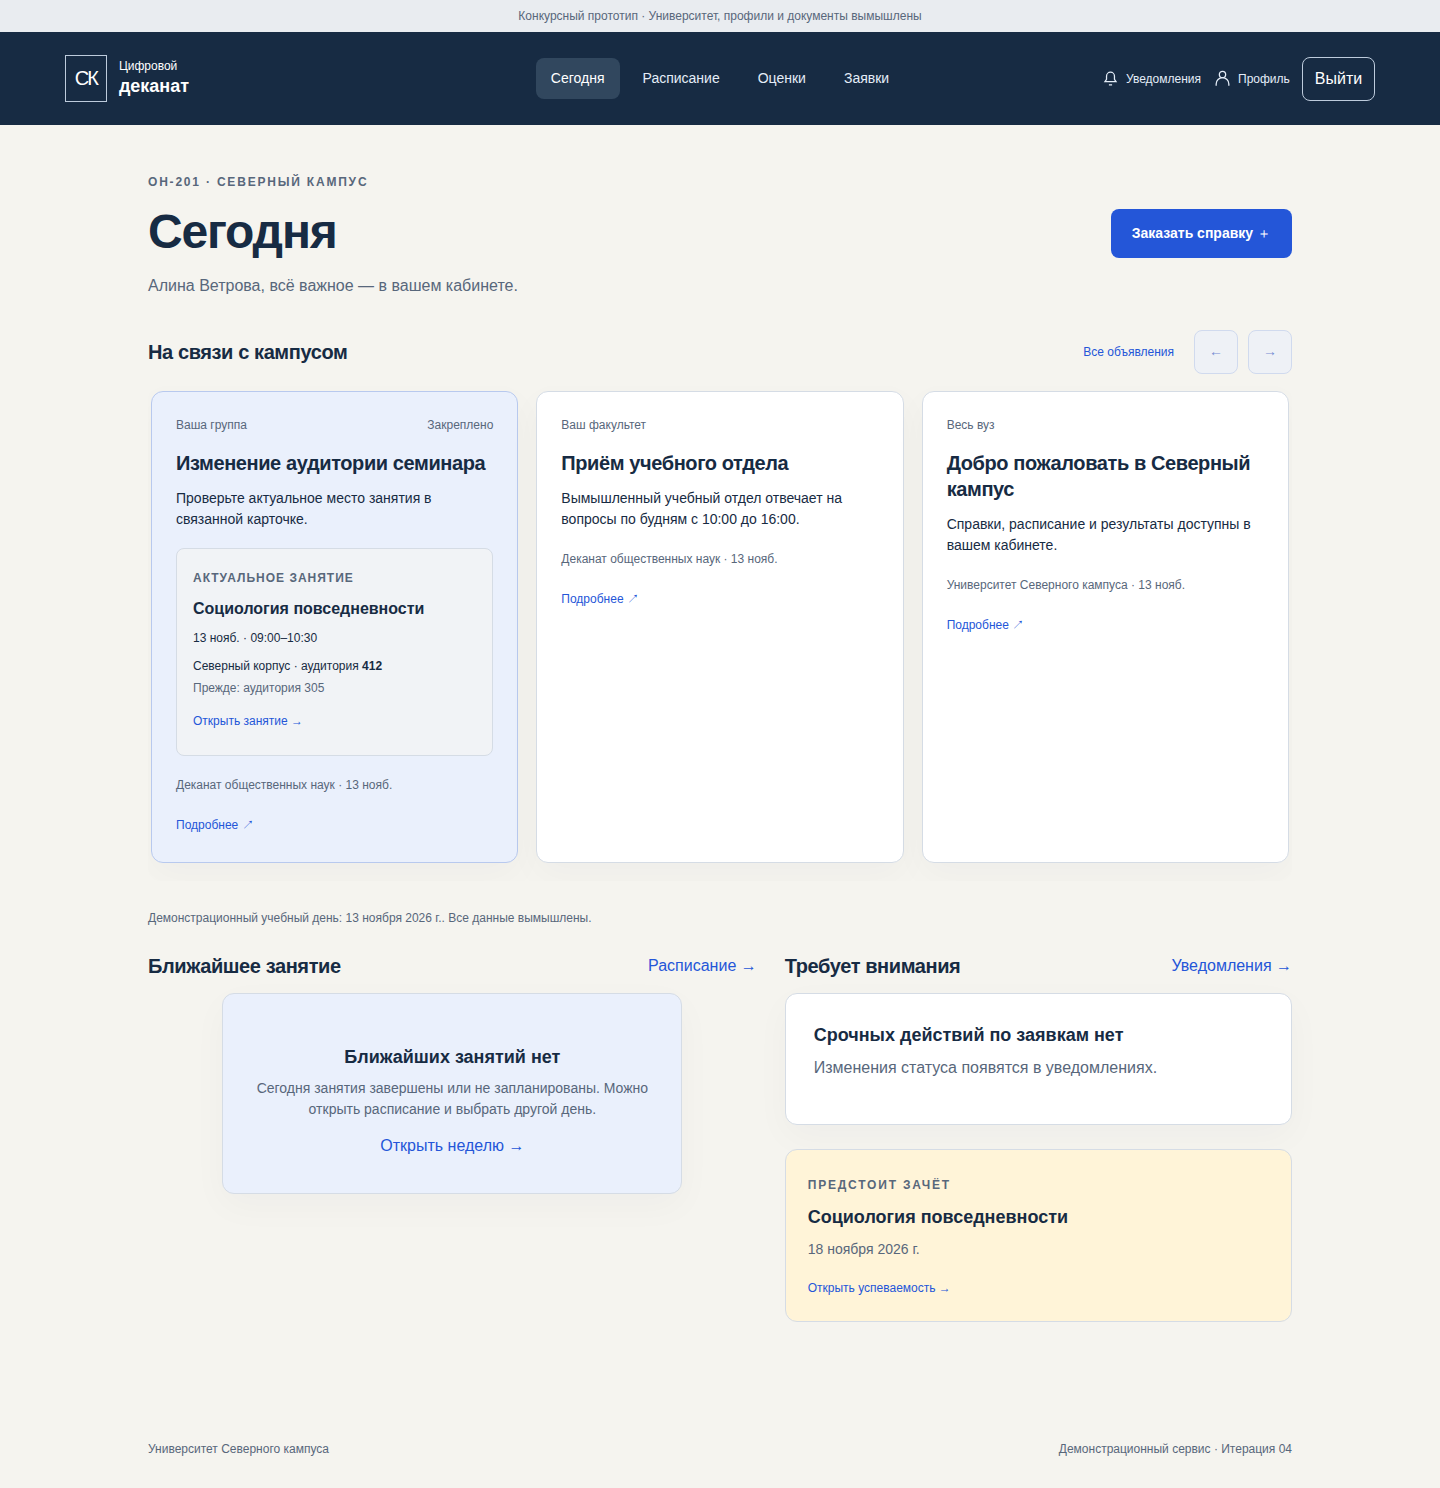 Конкурсный прототип · Университет, профили и документы вымышлены
СК
Цифровой
деканат
Сегодня
Расписание
Оценки
Заявки
Уведомления
Профиль
Выйти
ОН-201 · СЕВЕРНЫЙ КАМПУС
Сегодня
Заказать справку +
Алина Ветрова, всё важное — в вашем кабинете.
На связи с кампусом
Все объявления
←
→
Ваша группа
Закреплено
Изменение аудитории семинара
Проверьте актуальное место занятия в
связанной карточке.
АКТУАЛЬНОЕ ЗАНЯТИЕ
Социология повседневности
13 нояб. · 09:00–10:30
Северный корпус · аудитория 412
Прежде: аудитория 305
Открыть занятие →
Деканат общественных наук · 13 нояб.
Подробнее ↗
Ваш факультет
Приём учебного отдела
Вымышленный учебный отдел отвечает на
вопросы по будням с 10:00 до 16:00.
Деканат общественных наук · 13 нояб.
Подробнее ↗
Весь вуз
Добро пожаловать в Северный
кампус
Справки, расписание и результаты доступны в
вашем кабинете.
Университет Северного кампуса · 13 нояб.
Подробнее ↗
Демонстрационный учебный день: 13 ноября 2026 г.. Все данные вымышлены.
Ближайшее занятие
Расписание →
Ближайших занятий нет
Сегодня занятия завершены или не запланированы. Можно
открыть расписание и выбрать другой день.
Открыть неделю →
Требует внимания
Уведомления →
Срочных действий по заявкам нет
Изменения статуса появятся в уведомлениях.
ПРЕДСТОИТ ЗАЧЁТ
Социология повседневности
18 ноября 2026 г.
Открыть успеваемость →
Университет Северного кампуса
Демонстрационный сервис · Итерация 04